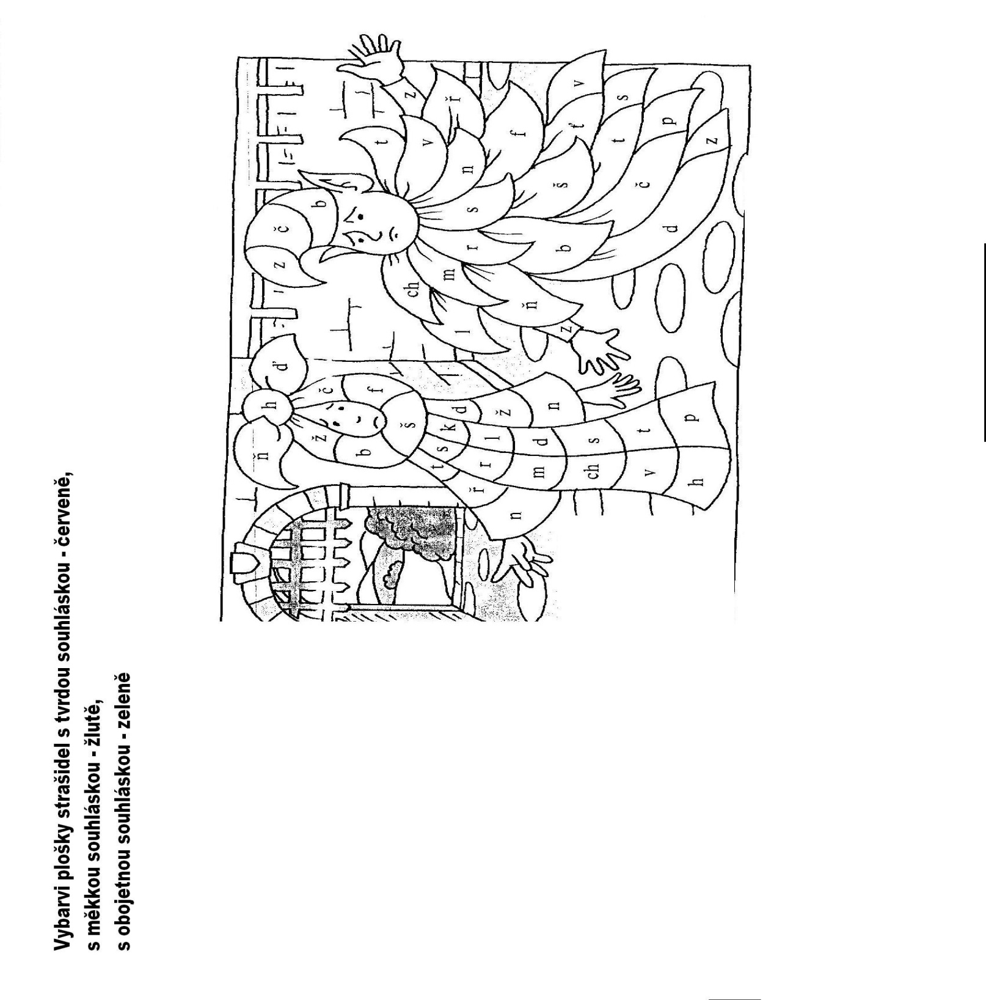 Vybarvi plošky strašidel s tvrdou souhláskou - červeně,
s měkkou souhláskou - žlutě,
s obojetnou souhláskou - zeleně
ň h ď z č
ž č b
b f t
š ch z
t s k d l m v
r s n ř
ř r l ž
n m d n ň f
z b š t v
ch s t s
v t č
d p
h p z